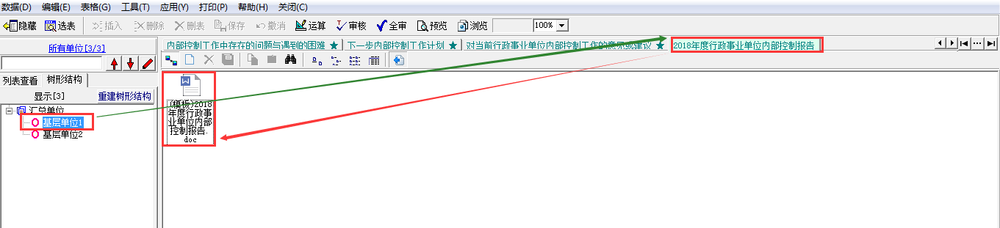 数据(D) 编辑(E) 表格(G) 工具(T) 应用(Y) 打印(P) 帮助(H) 关闭(C)
隐藏 选表 插入 删除 删表 保存 撤消 运算 审核 全审 预览 浏览 100%
所有单位[3/3]
内部控制工作中存在的问题与遇到的困难 ★ 下一步内部控制工作计划 ★ 对当前行政事业单位内部控制工作的意见或建议 ★ 2018年度行政事业单位内部控制报告
列表查看 树形结构
显示[3] 重建树形结构
汇总单位
基层单位1
基层单位2
(模板)2018
年度行政事
业单位内部
控制报告.
doc